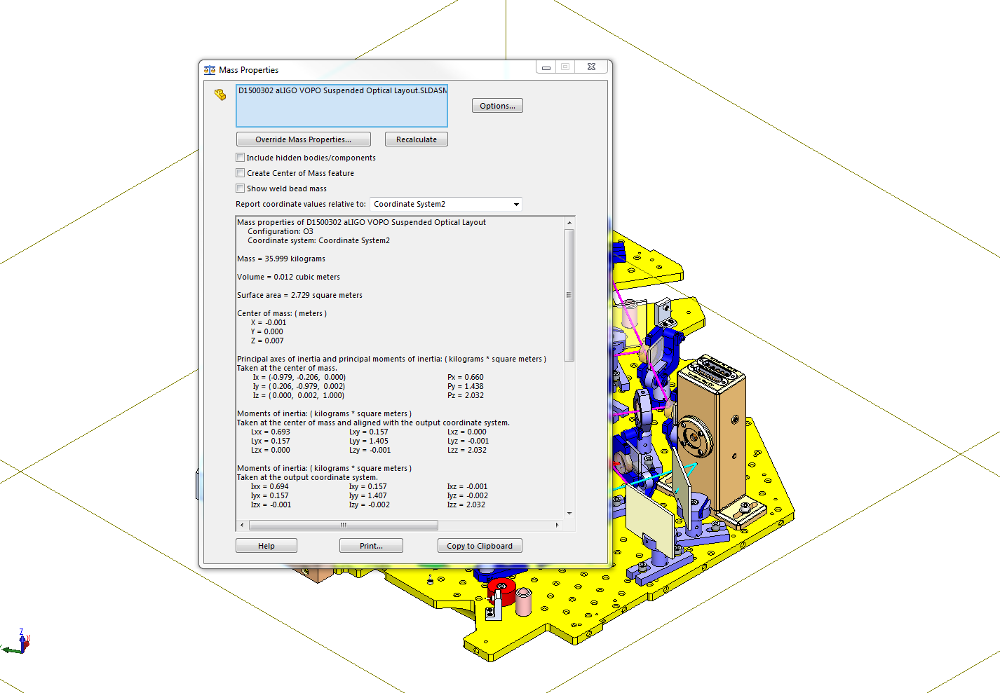 Mass Properties
D1500302 aLIGO VOPO Suspended Optical Layout.SLDASM
Options...
Override Mass Properties...
Recalculate
Include hidden bodies/components
Create Center of Mass feature
Show weld bead mass
Report coordinate values relative to: Coordinate System2
Mass properties of D1500302 aLIGO VOPO Suspended Optical Layout
Configuration: O3
Coordinate system: Coordinate System2
Mass = 35.999 kilograms
Volume = 0.012 cubic meters
Surface area = 2.729 square meters
Center of mass: ( meters )
X = -0.001
Y = 0.000
Z = 0.007
Principal axes of inertia and principal moments of inertia: ( kilograms * square meters )
Taken at the center of mass.
Ix = (-0.979, -0.206, 0.000) Px = 0.660
Iy = ( 0.206, -0.979, 0.002) Py = 1.438
Iz = ( 0.000, 0.002, 1.000) Pz = 2.032
Moments of inertia: ( kilograms * square meters )
Taken at the center of mass and aligned with the output coordinate system.
Lxx = 0.693 Lxy = 0.157 Lxz = 0.000
Lyx = 0.157 Lyy = 1.405 Lyz = -0.001
Lzx = 0.000 Lzy = -0.001 Lzz = 2.032
Moments of inertia: ( kilograms * square meters )
Taken at the output coordinate system.
Ixx = 0.694 Ixy = 0.157 Ixz = -0.001
Iyx = 0.157 Iyy = 1.407 Iyz = -0.002
Izx = -0.001 Izy = -0.002 Izz = 2.032
Help
Print...
Copy to Clipboard
Z
X